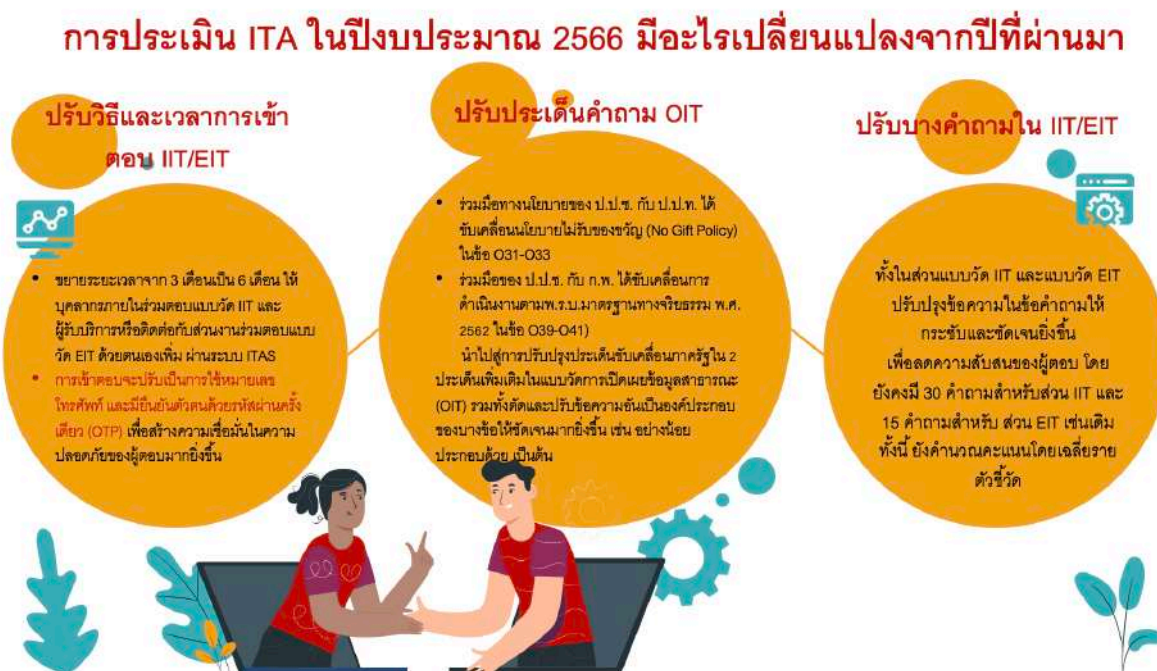 การประเมิน ITA ในปีงบประมาณ 2566 มีอะไรเปลี่ยนแปลงจากปีที่ผ่านมา
ปรับวิธีและเวลาการเข้า
ตอบ IIT/EIT
• ขยายระยะเวลาจาก 3 เดือนเป็น 6 เดือน ให้
บุคลากรภายในร่วมตอบแบบวัด IIT และ
ผู้รับบริการหรือติดต่อกับส่วนงานร่วมตอบแบบ
วัด EIT ด้วยตนเองเพิ่ม ผ่านระบบ ITAS
• การเข้าตอบจะปรับเป็นการใช้หมายเลข
โทรศัพท์ และมียืนยันตัวตนด้วยรหัสผ่านครั้ง
เดียว (OTP) เพื่อสร้างความเชื่อมั่นในความ
ปลอดภัยของผู้ตอบมากยิ่งขึ้น
ปรับประเด็นคำถาม OIT
• ร่วมมือทางนโยบายของ ป.ป.ช. กับ ป.ป.ท. ได้
ขับเคลื่อนนโยบายไม่รับของขวัญ (No Gift Policy)
ในข้อ O31-O33
• ร่วมมือของ ป.ป.ช. กับ ก.พ. ได้ขับเคลื่อนการ
ดำเนินงานตามพ.ร.บ.มาตรฐานทางจริยธรรม พ.ศ.
2562 ในข้อ O39-O41)
นำไปสู่การปรับปรุงประเด็นขับเคลื่อนภาครัฐใน 2
ประเด็นเพิ่มเติมในแบบวัดการเปิดเผยข้อมูลสาธารณะ
(OIT) รวมทั้งตัดและปรับข้อความอันเป็นองค์ประกอบ
ของบางข้อให้ชัดเจนมากยิ่งขึ้น เช่น อย่างน้อย
ประกอบด้วย เป็นต้น
ปรับบางคำถามใน IIT/EIT
ทั้งในส่วนแบบวัด IIT และแบบวัด EIT
ปรับปรุงข้อความในข้อคำถามให้
กระชับและชัดเจนยิ่งขึ้น
เพื่อลดความสับสนของผู้ตอบ โดย
ยังคงมี 30 คำถามสำหรับส่วน IIT และ
15 คำถามสำหรับ ส่วน EIT เช่นเดิม
ทั้งนี้ ยังคำนวณคะแนนโดยเฉลี่ยราย
ตัวชี้วัด